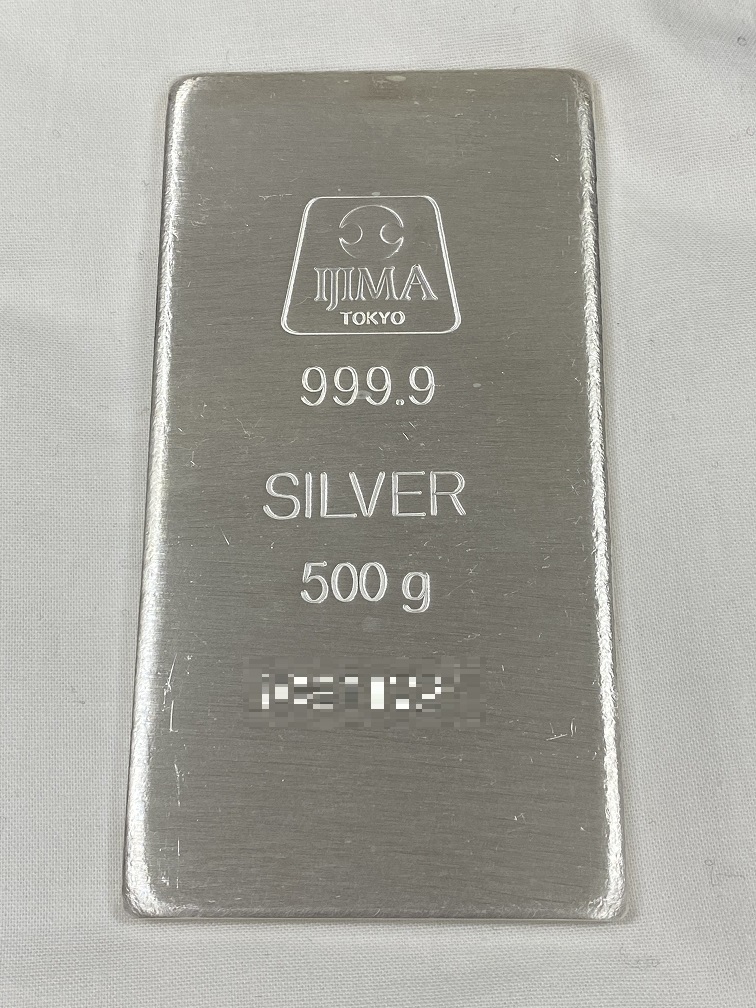 IJIMA
TOKYO
999.9
SILVER
500 g